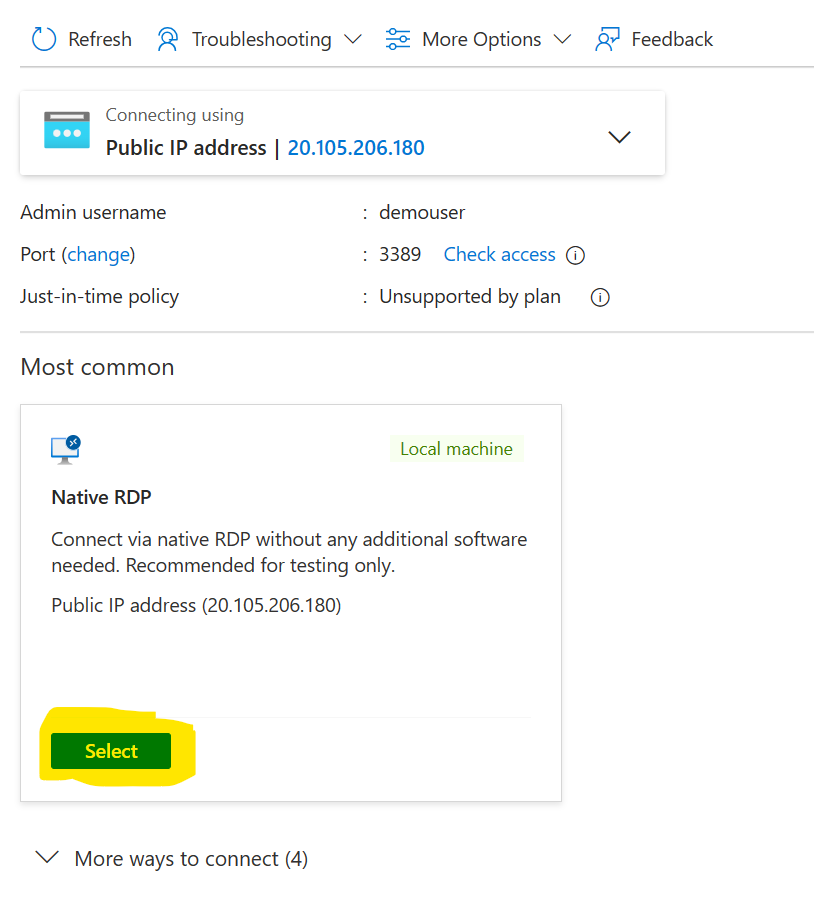 Refresh Troubleshooting More Options Feedback
Connecting using
Public IP address | 20.105.206.180
Admin username : demouser
Port (change) : 3389 Check access
Just-in-time policy : Unsupported by plan
Most common
Local machine
Native RDP
Connect via native RDP without any additional software
needed. Recommended for testing only.
Public IP address (20.105.206.180)
Select
More ways to connect (4)